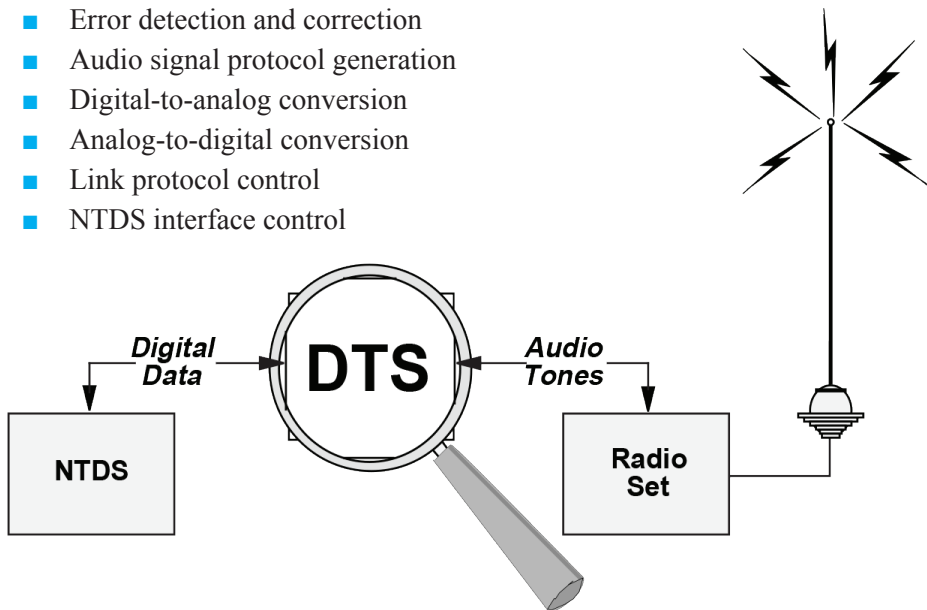 Error detection and correction
Audio signal protocol generation
Digital-to-analog conversion
Analog-to-digital conversion
Link protocol control
NTDS interface control
Digital
Data
DTS
Audio
Tones
NTDS
Radio
Set